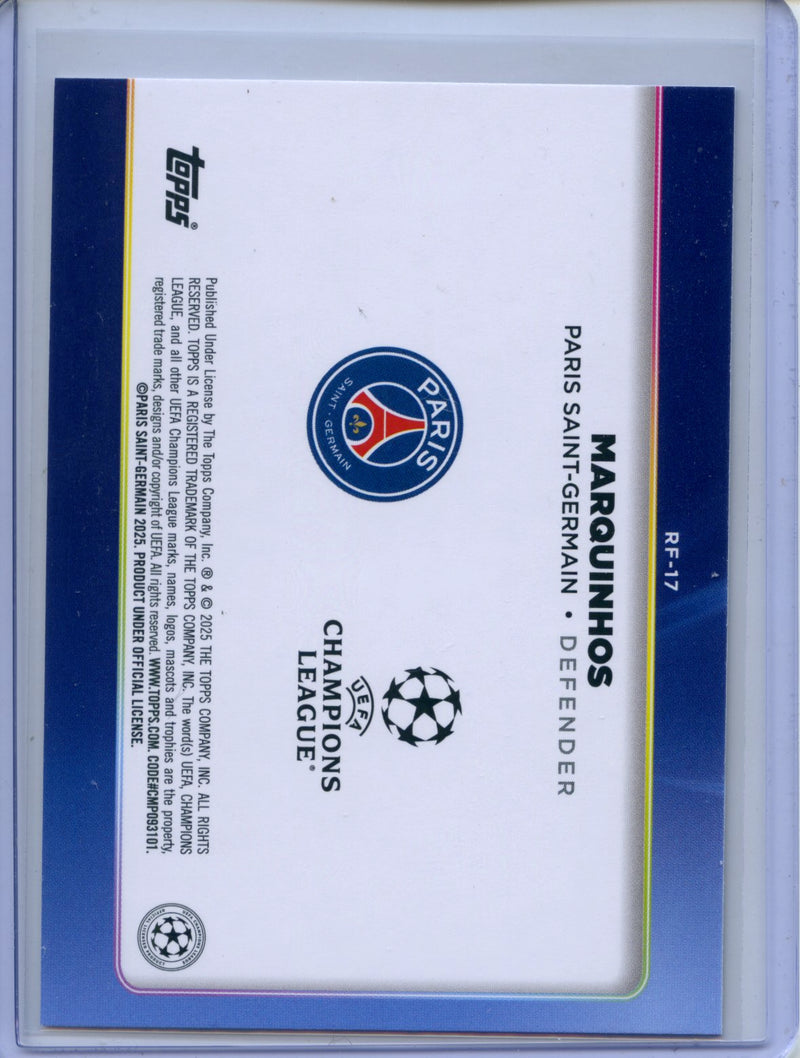 RF-17
MARQUINHOS
PARIS SAINT-GERMAIN • DEFENDER
PARIS
SAINT-GERMAIN
UEFA
CHAMPIONS
LEAGUE®
topps®
Published Under License by The Topps Company, Inc. ® & © 2025 THE TOPPS COMPANY, INC. ALL RIGHTS
RESERVED. TOPPS IS A REGISTERED TRADEMARK OF THE TOPPS COMPANY, INC. The word(s) UEFA, CHAMPIONS
LEAGUE, and all other UEFA Champions League marks, names, logos, mascots and trophies are the property,
registered trade marks, designs and/or copyright of UEFA. All rights reserved. WWW.TOPPS.COM. CODE#CMP093101.
©PARIS SAINT-GERMAIN 2025. PRODUCT UNDER OFFICIAL LICENSE.